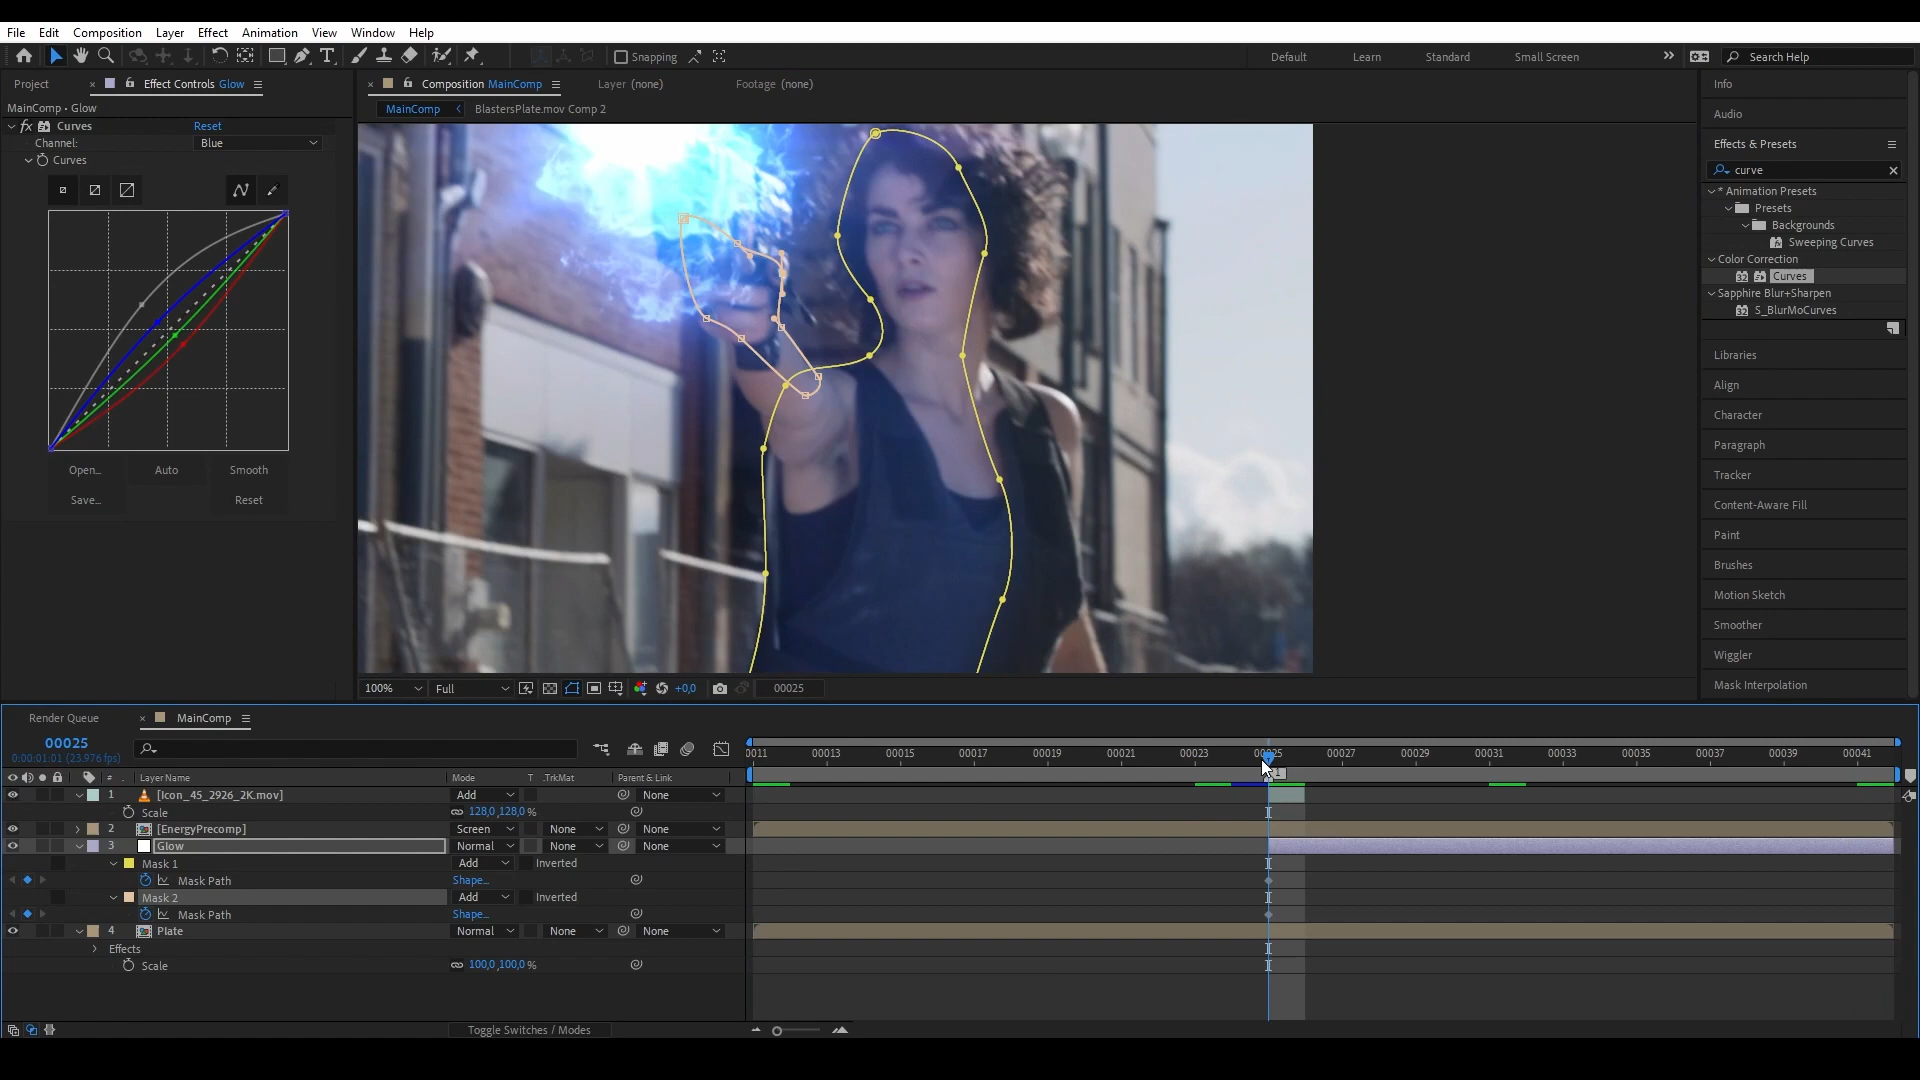 File Edit Composition Layer Effect Animation View Window Help
Snapping Default Learn Standard Small Screen Search Help
Project Effect Controls Glow Composition MainComp Layer (none) Footage (none) Info
MainComp • Glow MainComp BlastersPlate.mov Comp 2
fx Curves Reset Audio
Channel: Blue Effects & Presets
Curves curve
* Animation Presets
Presets
Backgrounds
Sweeping Curves
Color Correction
Curves
Sapphire Blur+Sharpen
S_BlurMoCurves
Libraries
Align
Character
Paragraph
Open... Auto Smooth Tracker
Save... Reset Content-Aware Fill
Paint
Brushes
Motion Sketch
Smoother
Wiggler
100% Full +0,0 00025 Mask Interpolation
Render Queue MainComp
00025
0:00:01:01 (23.976 fps) 0011 00013 00015 00017 00019 00021 00023 00025 00027 00029 00031 00033 00035 00037 00039 00041
# Layer Name Mode T .TrkMat Parent & Link 1
1 [Icon_45_2926_2K.mov] Add None
Scale 128,0,128,0 %
2 [EnergyPrecomp] Screen None None
3 Glow Normal None None
Mask 1 Add Inverted
Mask Path Shape...
Mask 2 Add Inverted
Mask Path Shape...
4 Plate Normal None None
Effects
Scale 100,0,100,0 %
Toggle Switches / Modes